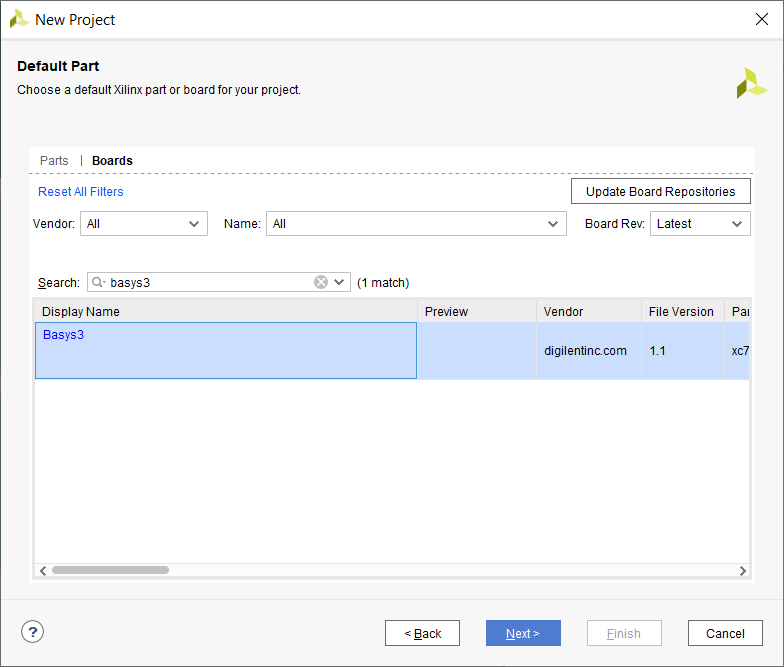 New Project
Default Part
Choose a default Xilinx part or board for your project.
Parts | Boards
Reset All Filters
Update Board Repositories
Vendor: All Name: All Board Rev: Latest
Search: basys3 (1 match)
Display Name Preview Vendor File Version Par
Basys3 digilentinc.com 1.1 xc7
? < Back Next > Finish Cancel